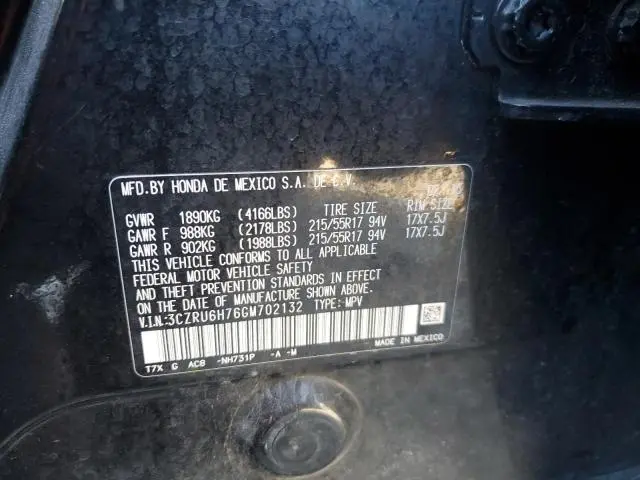 MFD.BY HONDA DE MEXICO S.A. DE C.V.
GVWR 1890KG (4166LBS) TIRE SIZE RIM SIZE
GAWR F 988KG (2178LBS) 215/55R17 94V 17X7.5J
GAWR R 902KG (1988LBS) 215/55R17 94V 17X7.5J
THIS VEHICLE CONFORMS TO ALL APPLICABLE
FEDERAL MOTOR VEHICLE SAFETY
AND THEFT PREVENTION STANDARDS IN EFFECT
ON THE DATE OF MANUFACTURE SHOWN ABOVE.
V.I.N.:3CZRU6H76GM702132 TYPE: MPV
MADE IN MEXICO
T7X G AC8 -NH731P -A -M